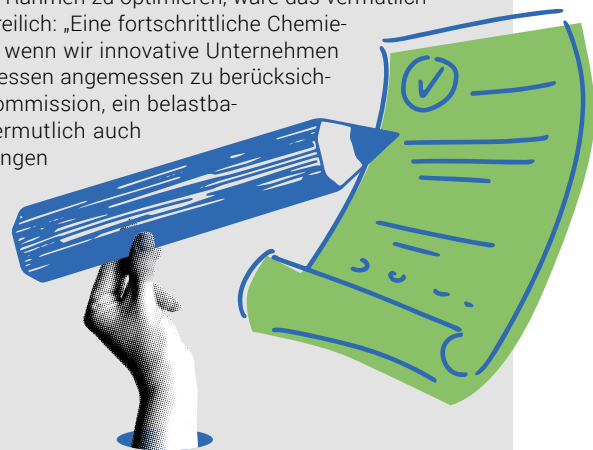 Rahmen zu optimieren, wäre das vermutlich
reilich: „Eine fortschrittliche Chemie-
wenn wir innovative Unternehmen
essen angemessen zu berücksich-
ommission, ein belastba-
ermutlich auch
ngen